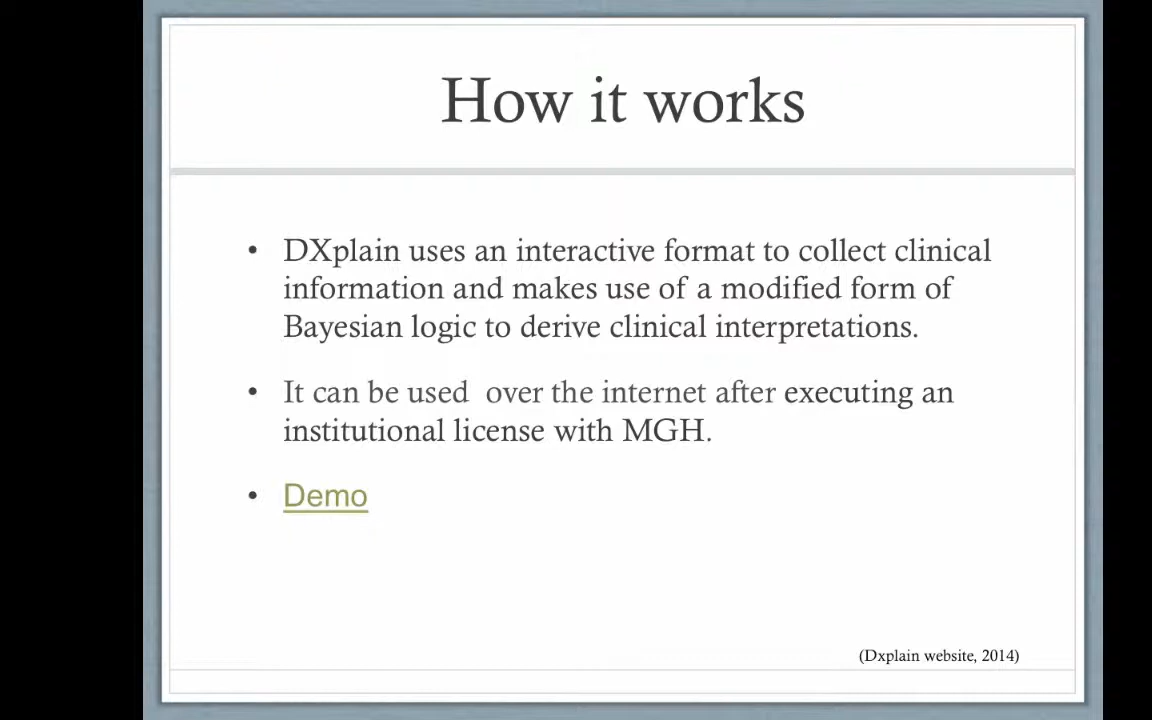 How it works
• DXplain uses an interactive format to collect clinical
information and makes use of a modified form of
Bayesian logic to derive clinical interpretations.
• It can be used  over the internet after executing an
institutional license with MGH.
• Demo
(Dxplain website, 2014)